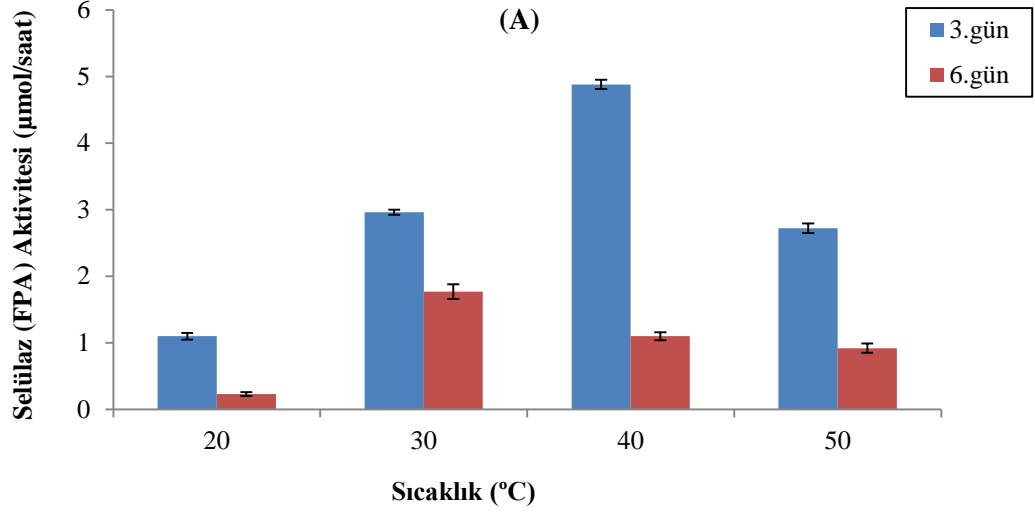 (A)
3.gün
6.gün
Selülaz (FPA) Aktivitesi (µmol/saat)
6
5
4
3
2
1
0
20 30 40 50
Sıcaklık (ºC)